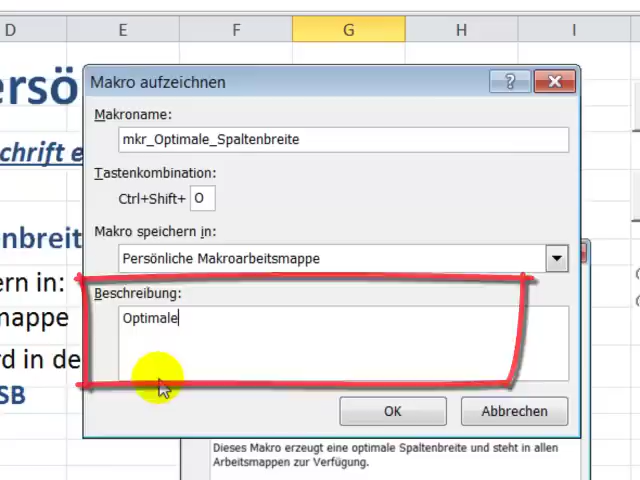 D E F G H I
ersö
Makro aufzeichnen
Makroname:
mkr_Optimale_Spaltenbreite
chrift e
Tastenkombination:
Ctrl+Shift+ O
nbreit
Makro speichern in:
Persönliche Makroarbeitsmappe
ern in:
Beschreibung:
mappe
Optimale
rd in de
SB
OK Abbrechen
Dieses Makro erzeugt eine optimale Spaltenbreite und steht in allen
Arbeitsmappen zur Verfügung.